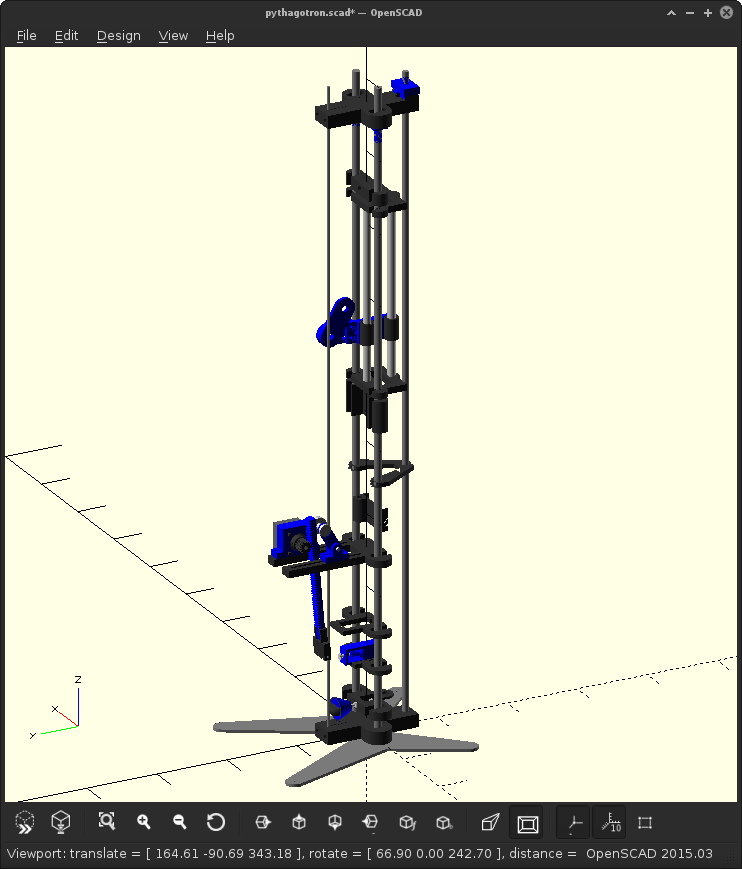 pythagotron.scad* — OpenSCAD
File Edit Design View Help
z
x
y
10
Viewport: translate = [ 164.61 -90.69 343.18 ], rotate = [ 66.90 0.00 242.70 ], distance = OpenSCAD 2015.03